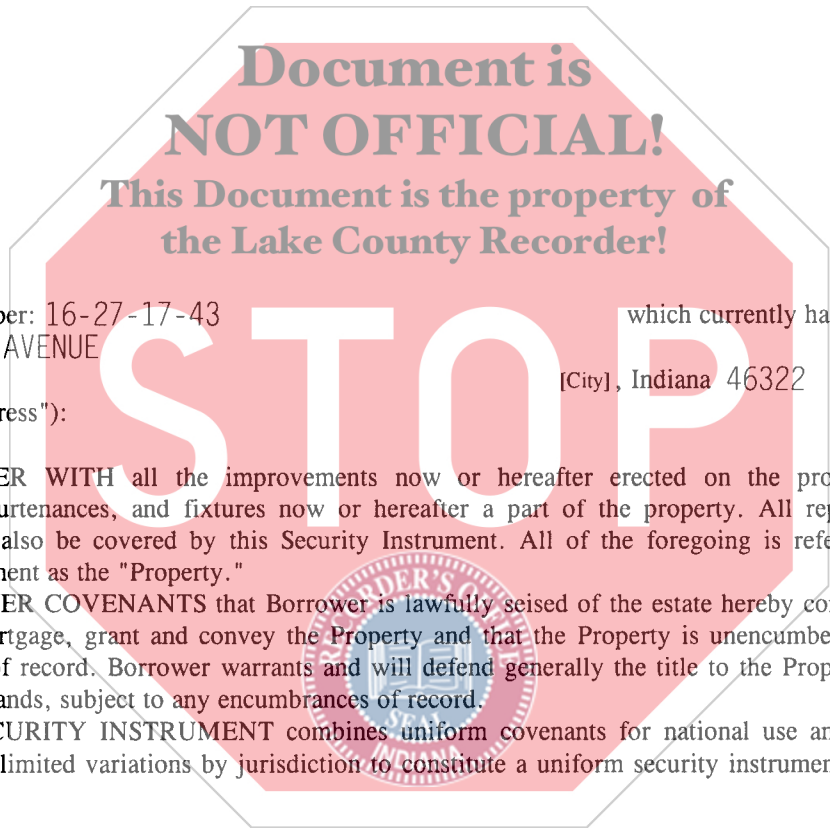 Document is
NOT OFFICIAL!
This Document is the property of
the Lake County Recorder!
ber: 16-27-17-43 which currently ha
AVENUE
[City], Indiana 46322
ress"):
STOP
ER WITH all the improvements now or hereafter erected on the pro
urtenances, and fixtures now or hereafter a part of the property. All rep
also be covered by this Security Instrument. All of the foregoing is refe
nent as the "Property."
ER COVENANTS that Borrower is lawfully seised of the estate hereby con
rtgage, grant and convey the Property and that the Property is unencumbe
f record. Borrower warrants and will defend generally the title to the Prop
ands, subject to any encumbrances of record.
CURITY INSTRUMENT combines uniform covenants for national use an
limited variations by jurisdiction to constitute a uniform security instrumen
RECORDER'S
SEAL
INDIANA